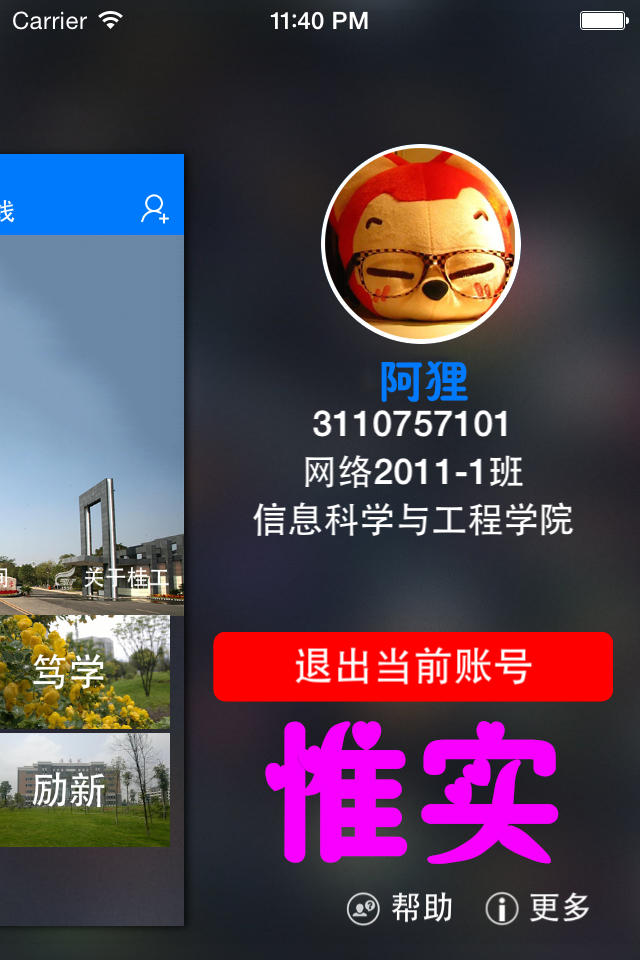 Carrier 11:40 PM
线
阿狸
3110757101
网络2011-1班
信息科学与工程学院
关于桂工
笃学
退出当前账号
励新
惟实
帮助 更多